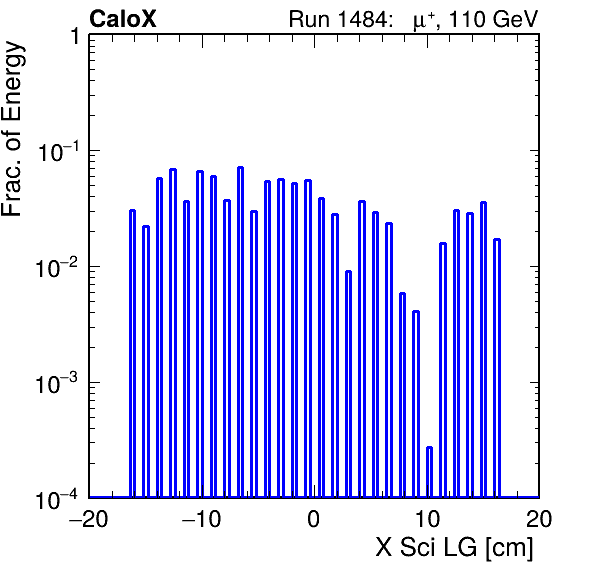 CaloX Run 1484: μ⁺, 110 GeV
Frac. of Energy
1
10⁻¹
10⁻²
10⁻³
10⁻⁴
−20 −10 0 10 20
X Sci LG [cm]